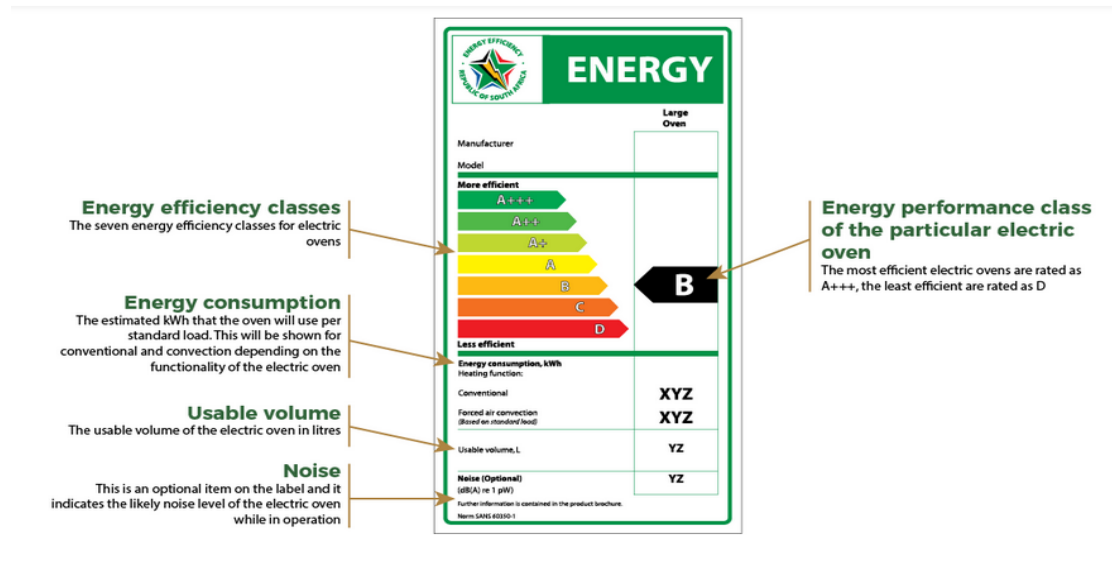 ENERGY EFFICIENCY
REPUBLIC OF SOUTH AFRICA
ENERGY
Large
Oven
Manufacturer
Model
More efficient
A+++
A++
A+
A
B
C
D
Less efficient
B
Energy consumption, kWh
Heating function:
Conventional
XYZ
Forced air convection
(Based on standard load)
XYZ
Usable volume, L
YZ
Noise (Optional)
(dB(A) re 1 pW)
YZ
Further information is contained in the product brochure.
Norm SANS 60350-1
Energy efficiency classes
The seven energy efficiency classes for electric
ovens
Energy consumption
The estimated kWh that the oven will use per
standard load. This will be shown for
conventional and convection depending on the
functionality of the electric oven
Usable volume
The usable volume of the electric oven in litres
Noise
This is an optional item on the label and it
indicates the likely noise level of the electric oven
while in operation
Energy performance class
of the particular electric
oven
The most efficient electric ovens are rated as
A+++, the least efficient are rated as D